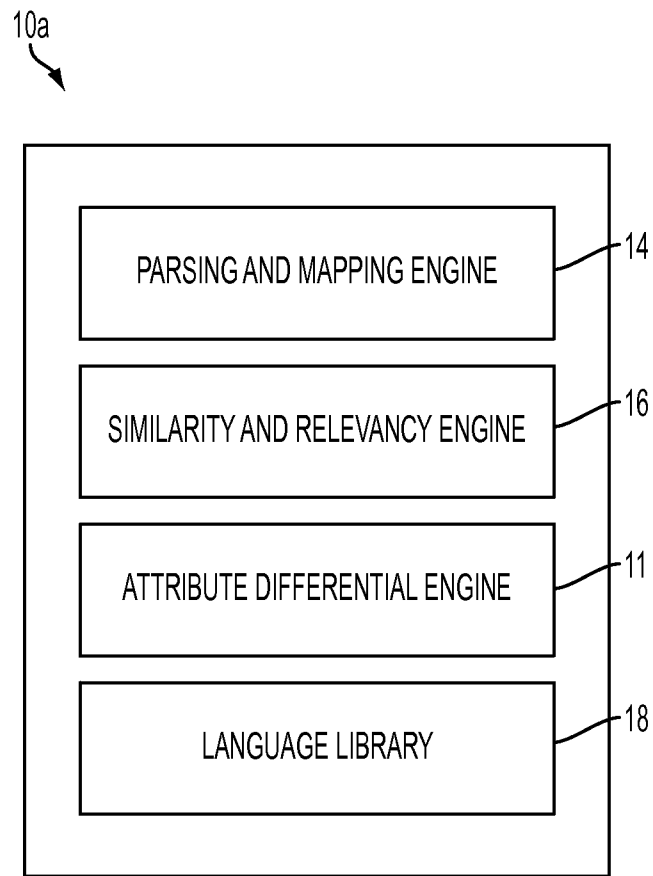 10a
PARSING AND MAPPING ENGINE
14
SIMILARITY AND RELEVANCY ENGINE
16
ATTRIBUTE DIFFERENTIAL ENGINE
11
LANGUAGE LIBRARY
18